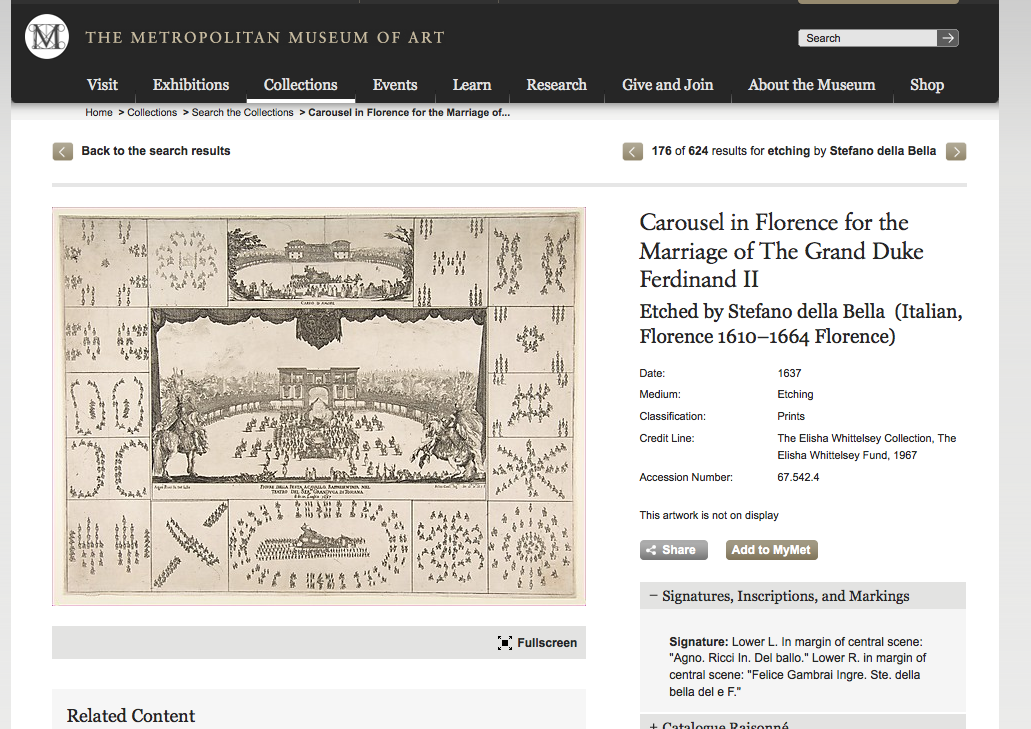 THE METROPOLITAN MUSEUM OF ART
Search
Visit Exhibitions Collections Events Learn Research Give and Join About the Museum Shop
Home > Collections > Search the Collections > Carousel in Florence for the Marriage of...
Back to the search results
176 of 624 results for etching by Stefano della Bella
CARRO D'AMORE
FIGURE DELLA FESTA A CAVALLO RAPPRESENTATA NEL
TEATRO DEL SER. GRANDVCA DI TOSCANA
Carousel in Florence for the
Marriage of The Grand Duke
Ferdinand II
Etched by Stefano della Bella (Italian,
Florence 1610–1664 Florence)
Date: 1637
Medium: Etching
Classification: Prints
Credit Line: The Elisha Whittelsey Collection, The
Elisha Whittelsey Fund, 1967
Accession Number: 67.542.4
This artwork is not on display
Share Add to MyMet
− Signatures, Inscriptions, and Markings
Signature: Lower L. In margin of central scene:
"Agno. Ricci In. Del ballo." Lower R. in margin of
central scene: "Felice Gambrai Ingre. Ste. della
bella del e F."
+ Catalogue Raisonné
Fullscreen
Related Content